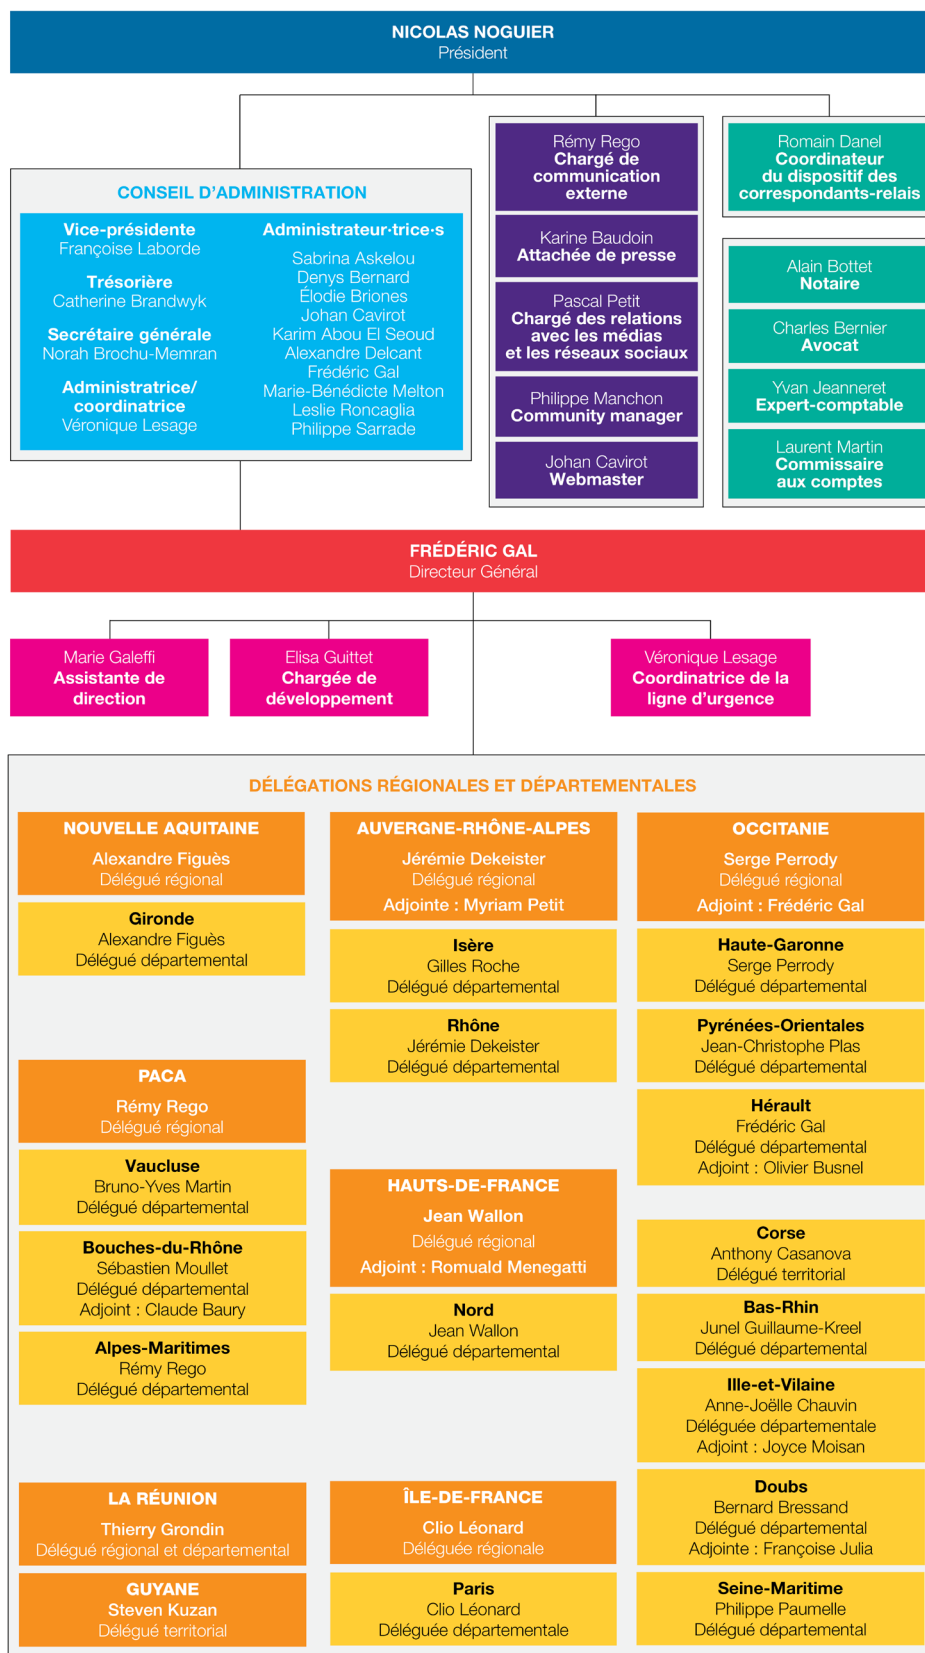 NICOLAS NOGUIER
Président
CONSEIL D’ADMINISTRATION
Vice-présidente
Françoise Laborde
Trésorière
Catherine Brandwyk
Secrétaire générale
Norah Brochu-Memran
Administratrice/
coordinatrice
Véronique Lesage
Administrateur·trice·s
Sabrina Askelou
Denys Bernard
Élodie Briones
Johan Cavirot
Karim Abou El Seoud
Alexandre Delcant
Frédéric Gal
Marie-Bénédicte Melton
Leslie Roncaglia
Philippe Sarrade
Rémy Rego
Chargé de
communication
externe
Karine Baudoin
Attachée de presse
Pascal Petit
Chargé des relations
avec les médias
et les réseaux sociaux
Philippe Manchon
Community manager
Johan Cavirot
Webmaster
Romain Danel
Coordinateur
du dispositif des
correspondants-relais
Alain Bottet
Notaire
Charles Bernier
Avocat
Yvan Jeanneret
Expert-comptable
Laurent Martin
Commissaire
aux comptes
FRÉDÉRIC GAL
Directeur Général
Marie Galeffi
Assistante de
direction
Elisa Guittet
Chargée de
développement
Véronique Lesage
Coordinatrice de la
ligne d’urgence
DÉLÉGATIONS RÉGIONALES ET DÉPARTEMENTALES
NOUVELLE AQUITAINE
Alexandre Figuès
Délégué régional
Gironde
Alexandre Figuès
Délégué départemental
PACA
Rémy Rego
Délégué régional
Vaucluse
Bruno-Yves Martin
Délégué départemental
Bouches-du-Rhône
Sébastien Moullet
Délégué départemental
Adjoint : Claude Baury
Alpes-Maritimes
Rémy Rego
Délégué départemental
LA RÉUNION
Thierry Grondin
Délégué régional et départemental
GUYANE
Steven Kuzan
Délégué territorial
AUVERGNE-RHÔNE-ALPES
Jérémie Dekeister
Délégué régional
Adjointe : Myriam Petit
Isère
Gilles Roche
Délégué départemental
Rhône
Jérémie Dekeister
Délégué départemental
HAUTS-DE-FRANCE
Jean Wallon
Délégué régional
Adjoint : Romuald Menegatti
Nord
Jean Wallon
Délégué départemental
ÎLE-DE-FRANCE
Clio Léonard
Déléguée régionale
Paris
Clio Léonard
Déléguée départementale
OCCITANIE
Serge Perrody
Délégué régional
Adjoint : Frédéric Gal
Haute-Garonne
Serge Perrody
Délégué départemental
Pyrénées-Orientales
Jean-Christophe Plas
Délégué départemental
Hérault
Frédéric Gal
Délégué départemental
Adjoint : Olivier Busnel
Corse
Anthony Casanova
Délégué territorial
Bas-Rhin
Junel Guillaume-Kreel
Délégué départemental
Ille-et-Vilaine
Anne-Joëlle Chauvin
Déléguée départementale
Adjoint : Joyce Moisan
Doubs
Bernard Bressand
Délégué départemental
Adjointe : Françoise Julia
Seine-Maritime
Philippe Paumelle
Délégué départemental